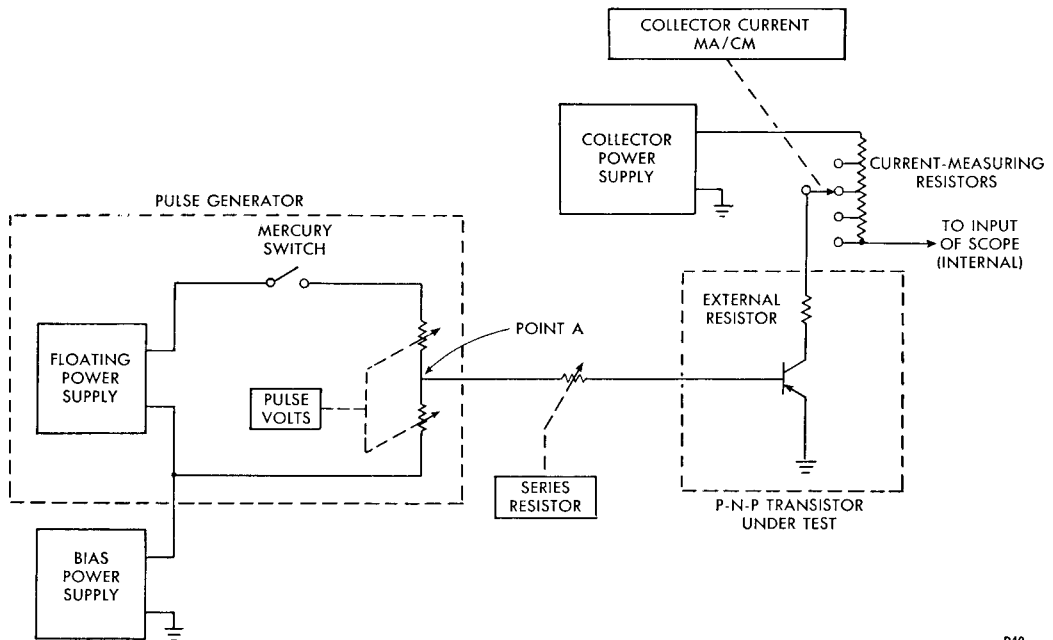 COLLECTOR CURRENT
MA/CM
COLLECTOR
POWER
SUPPLY
CURRENT-MEASURING
RESISTORS
PULSE GENERATOR
MERCURY
SWITCH
TO INPUT
OF SCOPE
(INTERNAL)
EXTERNAL
RESISTOR
POINT A
FLOATING
POWER
SUPPLY
PULSE
VOLTS
SERIES
RESISTOR
P-N-P TRANSISTOR
UNDER TEST
BIAS
POWER
SUPPLY